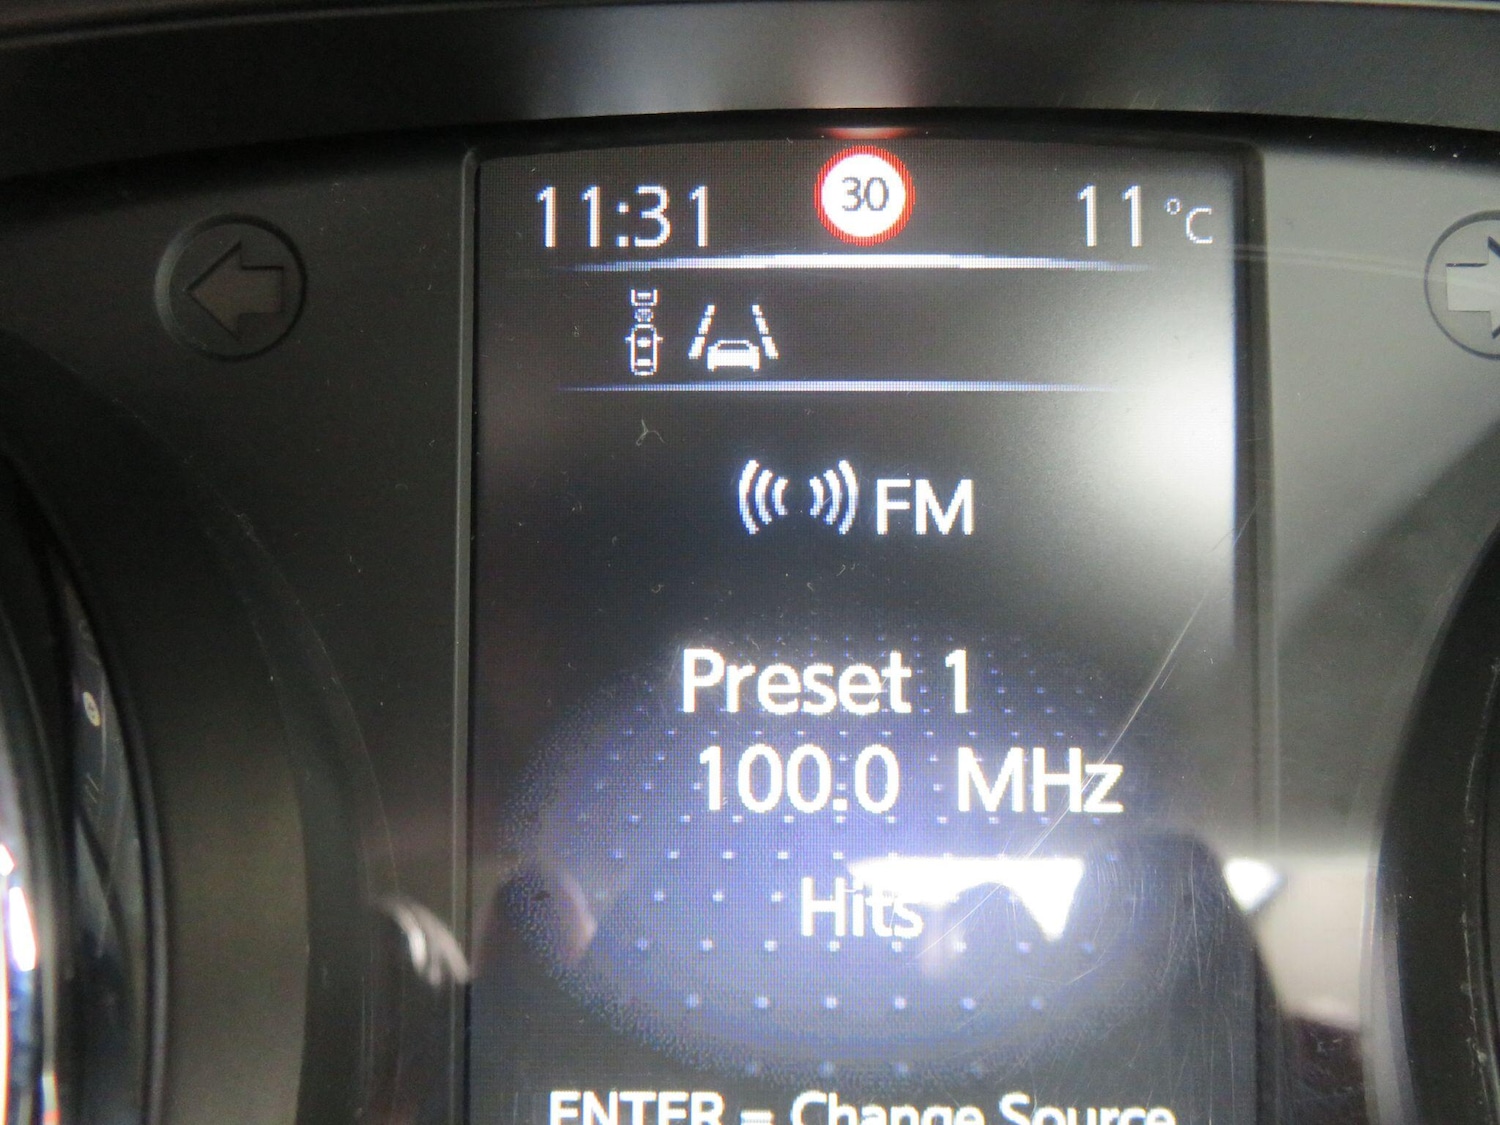 11:31 30 11 °C
FM
Preset 1
100.0 MHz
Hits
ENTER = Change Source